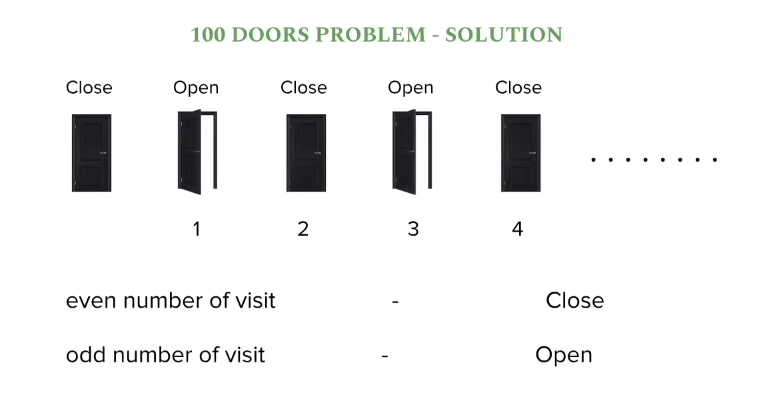 100 DOORS PROBLEM - SOLUTION
Close Open Close Open Close
1 2 3 4
even number of visit - Close
odd number of visit - Open